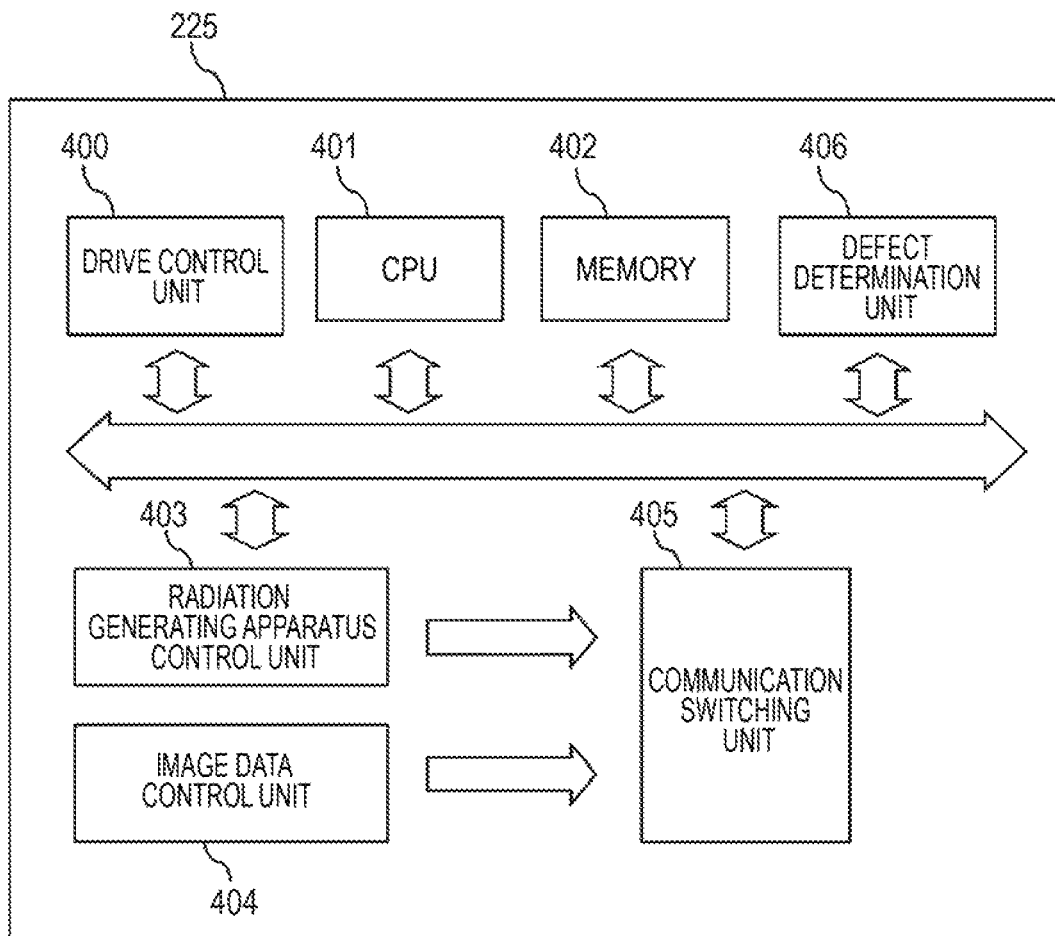 225
400
401
402
406
DRIVE CONTROL
UNIT
CPU
MEMORY
DEFECT
DETERMINATION
UNIT
403
405
RADIATION
GENERATING APPARATUS
CONTROL UNIT
COMMUNICATION
SWITCHING
UNIT
IMAGE DATA
CONTROL UNIT
404